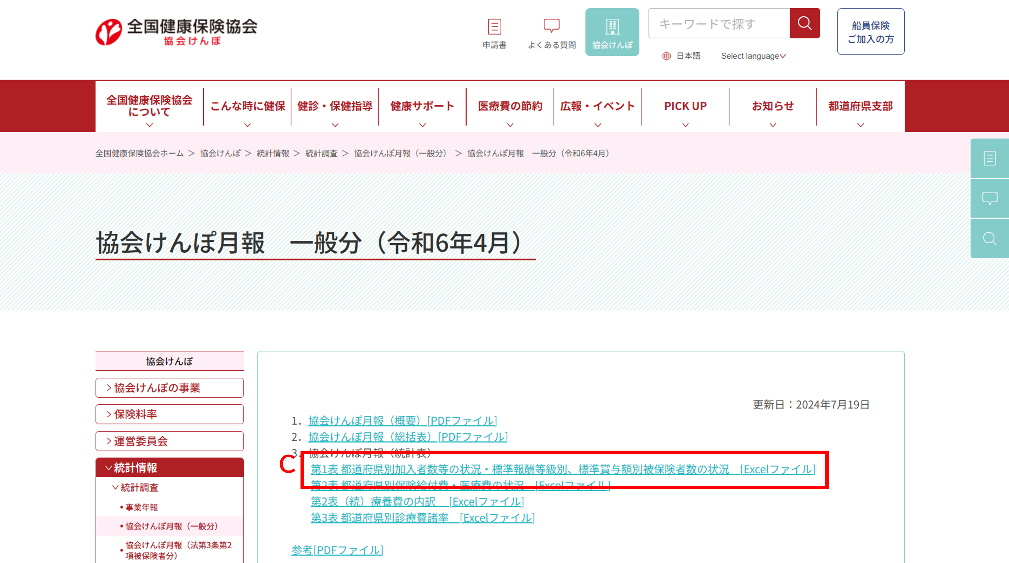 全国健康保険協会
協会けんぽ
申請書
よくある質問
協会けんぽ
キーワードで探す
日本語
Select language
船員保険
ご加入の方
全国健康保険協会
について
こんな時に健保
健診・保健指導
健康サポート
医療費の節約
広報・イベント
PICK UP
お知らせ
都道府県支部
全国健康保険協会ホーム ＞ 協会けんぽ ＞ 統計情報 ＞ 統計調査 ＞ 協会けんぽ月報（一般分） ＞ 協会けんぽ月報　一般分（令和6年4月）
協会けんぽ月報　一般分（令和6年4月）
協会けんぽ
協会けんぽの事業
保険料率
運営委員会
統計情報
統計調査
・事業年報
・協会けんぽ月報（一般分）
・協会けんぽ月報（法第3条第2
項被保険者分）
更新日：2024年7月19日
1. 協会けんぽ月報（概要）[PDFファイル]
2. 協会けんぽ月報（総括表）[PDFファイル]
3. 協会けんぽ月報（統計表）
C
第1表 都道府県別加入者数等の状況・標準報酬等級別、標準賞与額別被保険者数の状況　[Excelファイル]
第2表 都道府県別保険給付費・医療費の状況　[Excelファイル]
第2表（続）療養費の内訳　[Excelファイル]
第3表 都道府県別診療費諸率　[Excelファイル]
参考[PDFファイル]